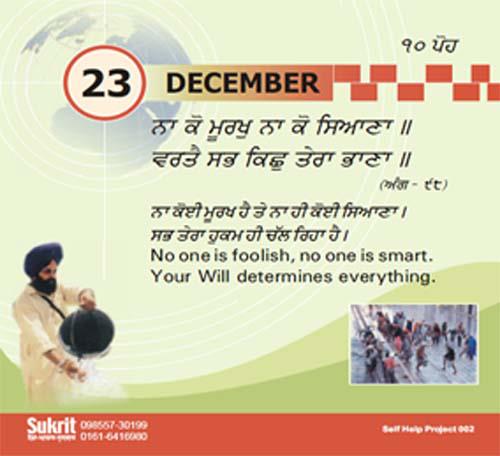 ੧੦ ਪੋਹ
23 DECEMBER
ਨਾ ਕੋ ਮੂਰਖੁ ਨਾ ਕੋ ਸਿਆਣਾ ॥
ਵਰਤੈ ਸਭ ਕਿਛੁ ਤੇਰਾ ਭਾਣਾ ॥
(ਅੰਗ - ੯੮)
ਨਾ ਕੋਈ ਮੂਰਖ ਹੈ ਤੇ ਨਾ ਹੀ ਕੋਈ ਸਿਆਣਾ।
ਸਭ ਤੇਰਾ ਹੁਕਮ ਹੀ ਚੱਲ ਰਿਹਾ ਹੈ।
No one is foolish, no one is smart.
Your Will determines everything.
Sukrit 098557-30199
0161-6416980
Self Help Project 002